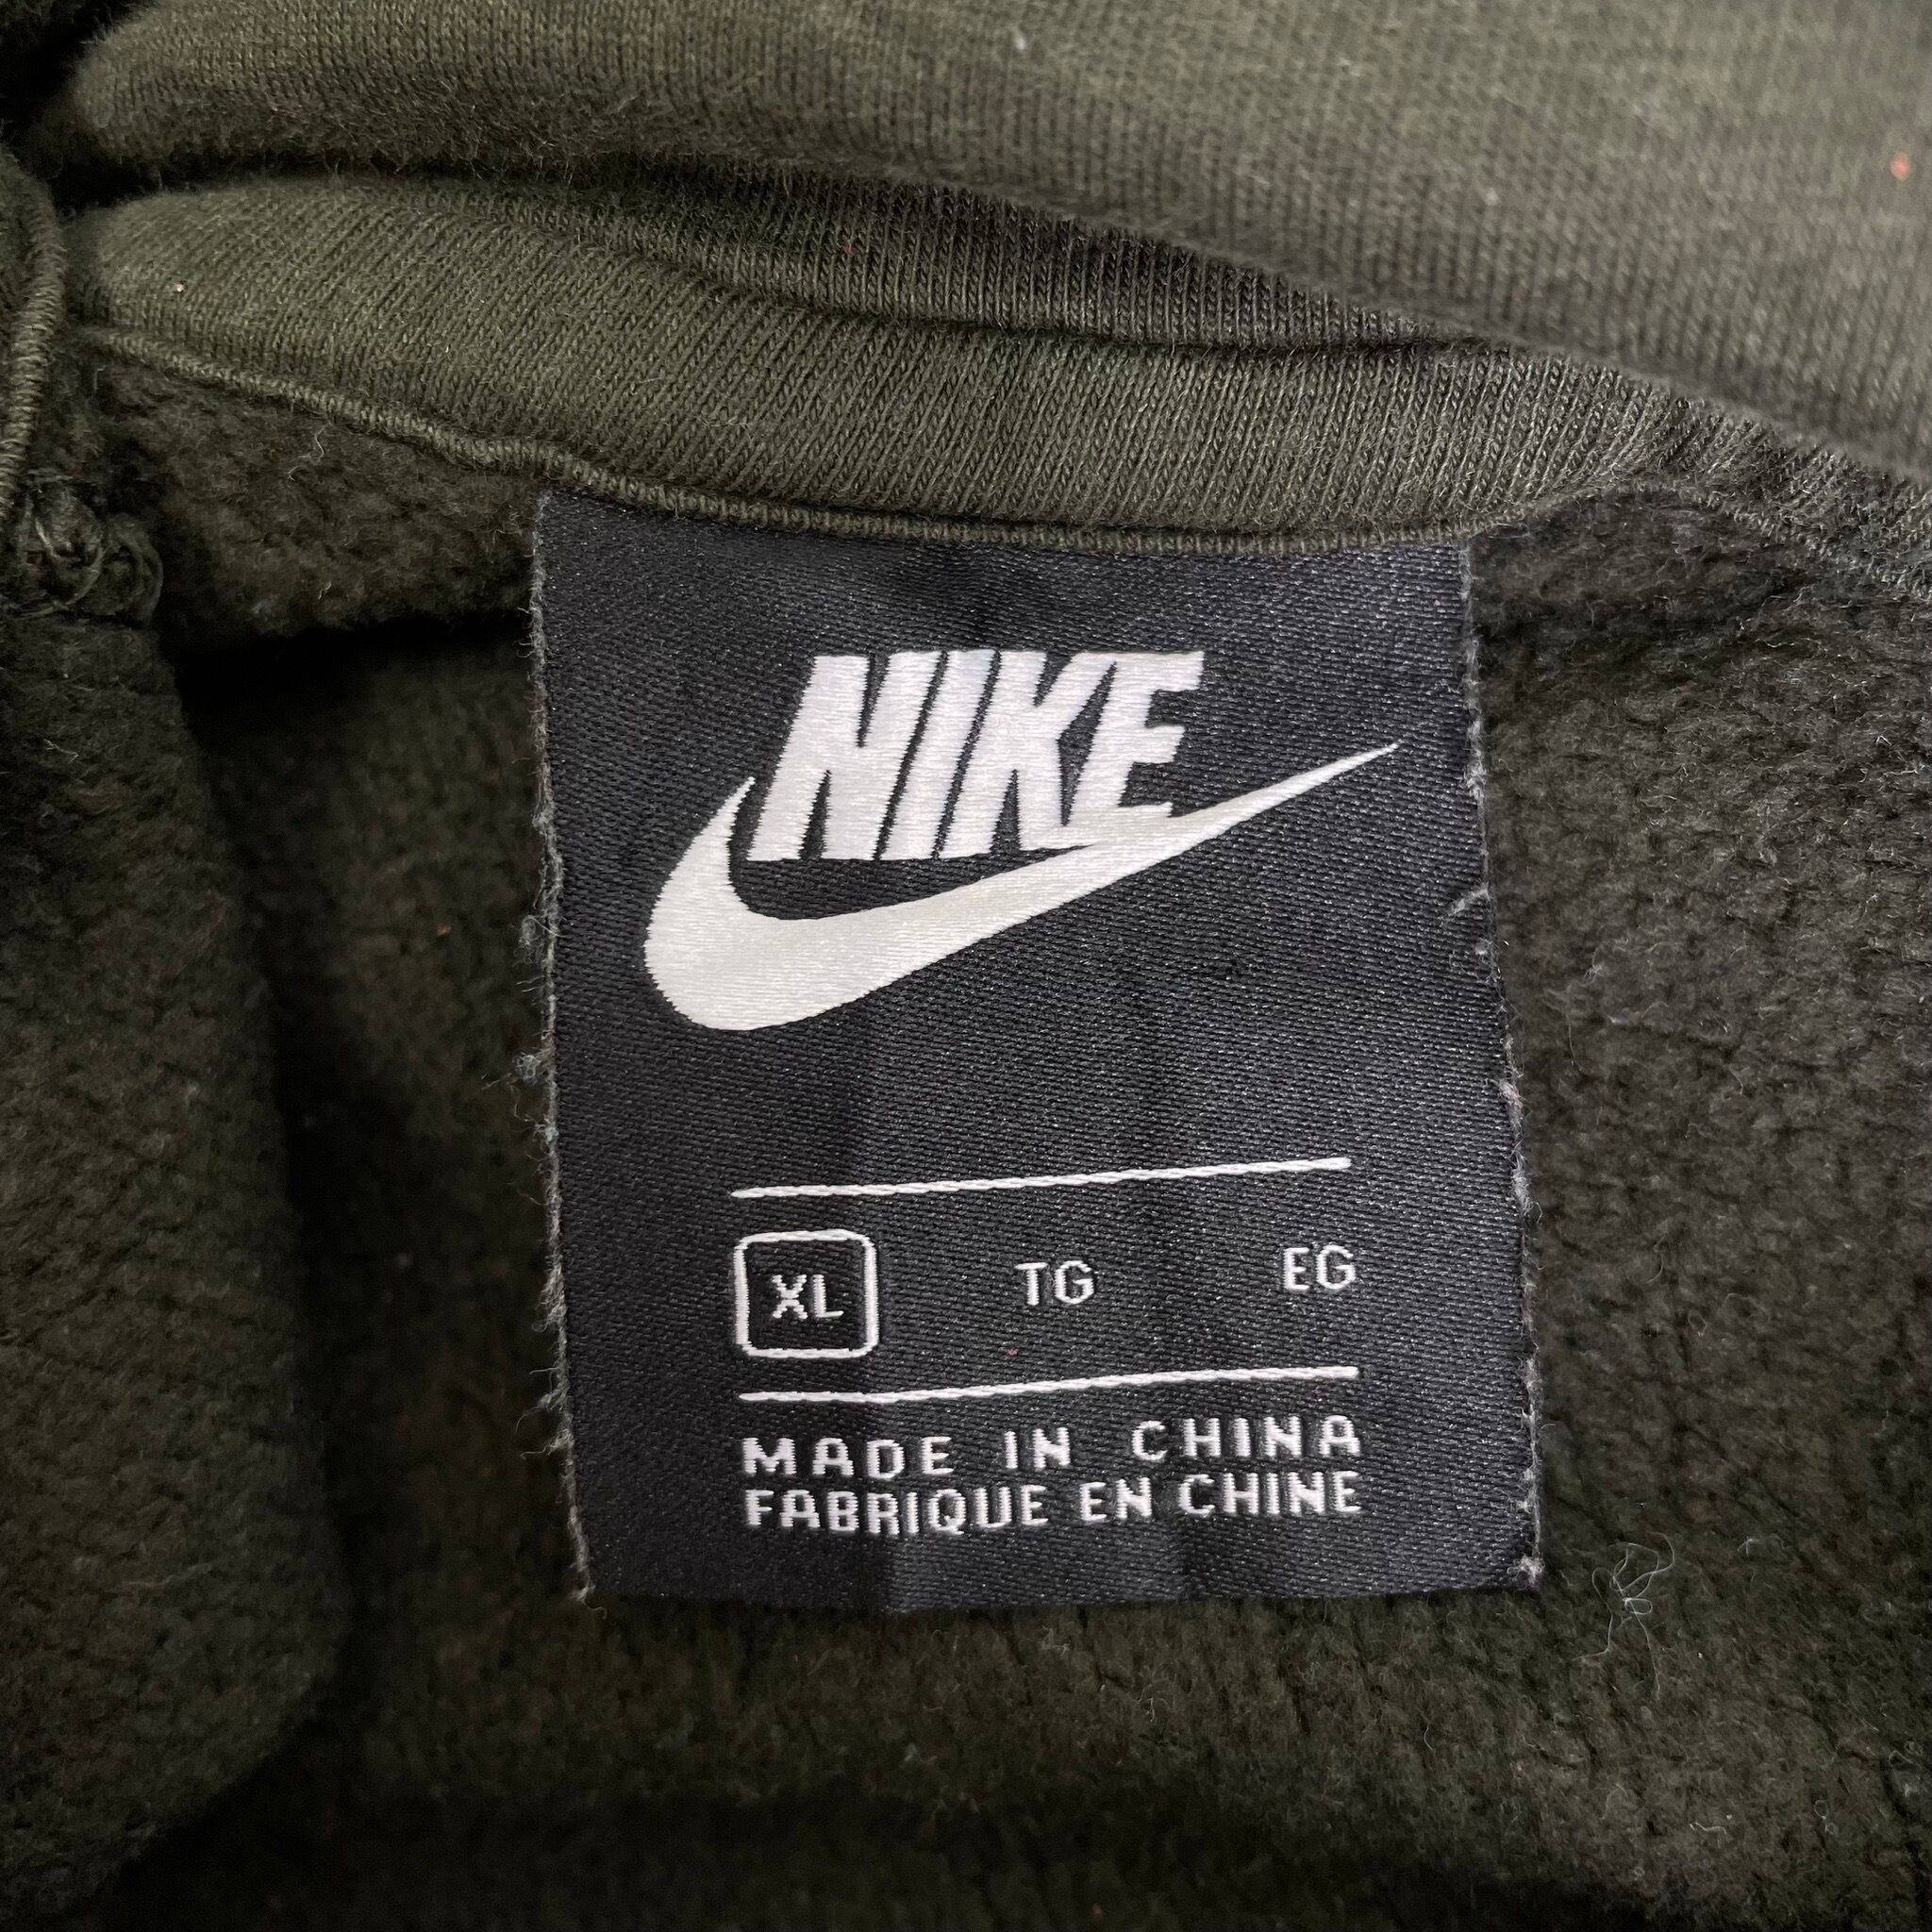 NIKE
XL TG EG
MADE IN CHINA
FABRIQUE EN CHINE